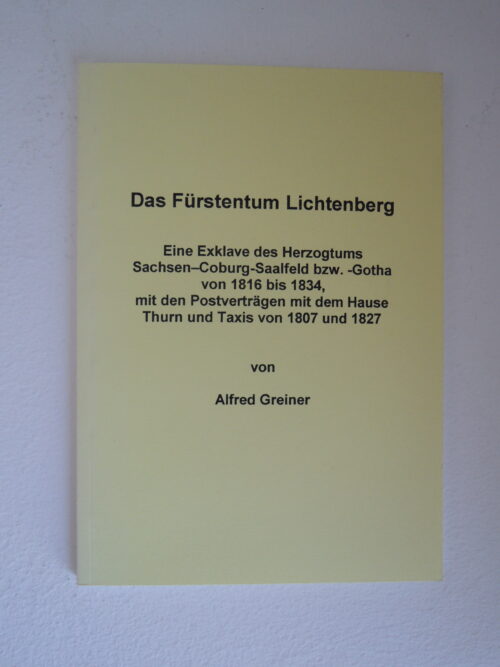 Das Fürstentum Lichtenberg
Eine Exklave des Herzogtums
Sachsen–Coburg-Saalfeld bzw. -Gotha
von 1816 bis 1834,
mit den Postverträgen mit dem Hause
Thurn und Taxis von 1807 und 1827
von
Alfred Greiner